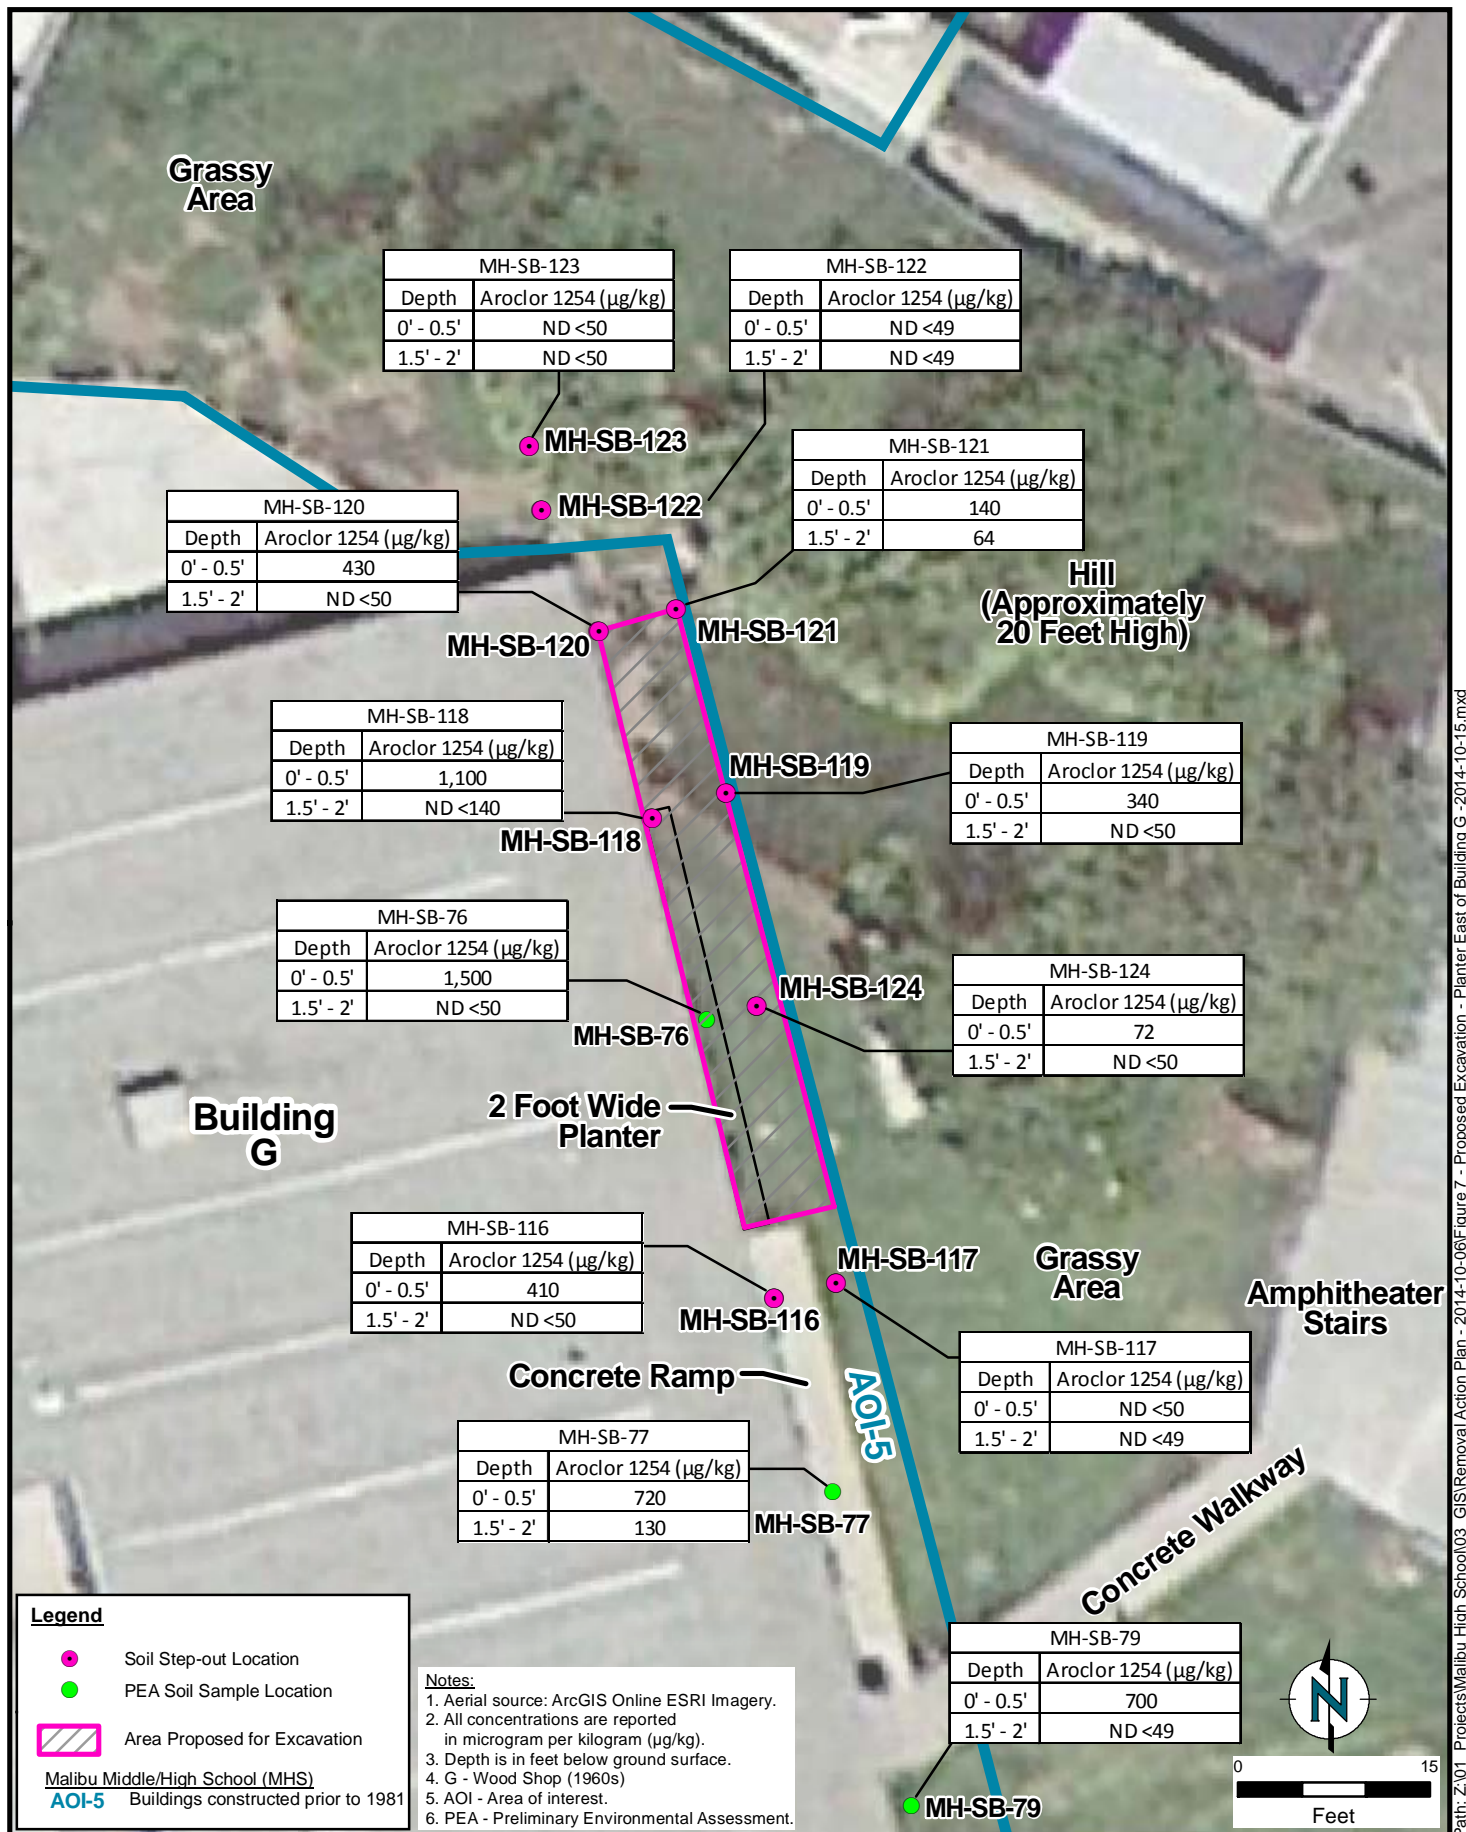 Grassy
Area
MH-SB-123
Depth Aroclor 1254 (µg/kg)
0' - 0.5' ND <50
1.5' - 2' ND <50
MH-SB-122
Depth Aroclor 1254 (µg/kg)
0' - 0.5' ND <49
1.5' - 2' ND <49
MH-SB-123
MH-SB-122
MH-SB-121
Depth Aroclor 1254 (µg/kg)
0' - 0.5' 140
1.5' - 2' 64
MH-SB-120
Depth Aroclor 1254 (µg/kg)
0' - 0.5' 430
1.5' - 2' ND <50
Hill
(Approximately
20 Feet High)
MH-SB-121
MH-SB-120
MH-SB-118
Depth Aroclor 1254 (µg/kg)
0' - 0.5' 1,100
1.5' - 2' ND <140
MH-SB-119
MH-SB-119
Depth Aroclor 1254 (µg/kg)
0' - 0.5' 340
1.5' - 2' ND <50
MH-SB-118
MH-SB-76
Depth Aroclor 1254 (µg/kg)
0' - 0.5' 1,500
1.5' - 2' ND <50
MH-SB-124
MH-SB-124
Depth Aroclor 1254 (µg/kg)
0' - 0.5' 72
1.5' - 2' ND <50
MH-SB-76
Building
G
2 Foot Wide
Planter
MH-SB-116
Depth Aroclor 1254 (µg/kg)
0' - 0.5' 410
1.5' - 2' ND <50
MH-SB-117
MH-SB-116
Grassy
Area
Amphitheater
Stairs
MH-SB-117
Depth Aroclor 1254 (µg/kg)
0' - 0.5' ND <50
1.5' - 2' ND <49
Concrete Ramp
AOI-5
MH-SB-77
Depth Aroclor 1254 (µg/kg)
0' - 0.5' 720
1.5' - 2' 130
MH-SB-77
Concrete Walkway
MH-SB-79
Depth Aroclor 1254 (µg/kg)
0' - 0.5' 700
1.5' - 2' ND <49
MH-SB-79
Legend
Soil Step-out Location
PEA Soil Sample Location
Area Proposed for Excavation
Malibu Middle/High School (MHS)
AOI-5 Buildings constructed prior to 1981
Notes:
1. Aerial source: ArcGIS Online ESRI Imagery.
2. All concentrations are reported
in microgram per kilogram (µg/kg).
3. Depth is in feet below ground surface.
4. G - Wood Shop (1960s)
5. AOI - Area of interest.
6. PEA - Preliminary Environmental Assessment.
N
0 15
Feet
Path: Z:\01_Projects\Malibu High School\03_GIS\Removal Action Plan - 2014-10-06\Figure 7 - Proposed Excavation - Planter East of Building G -2014-10-15.mxd